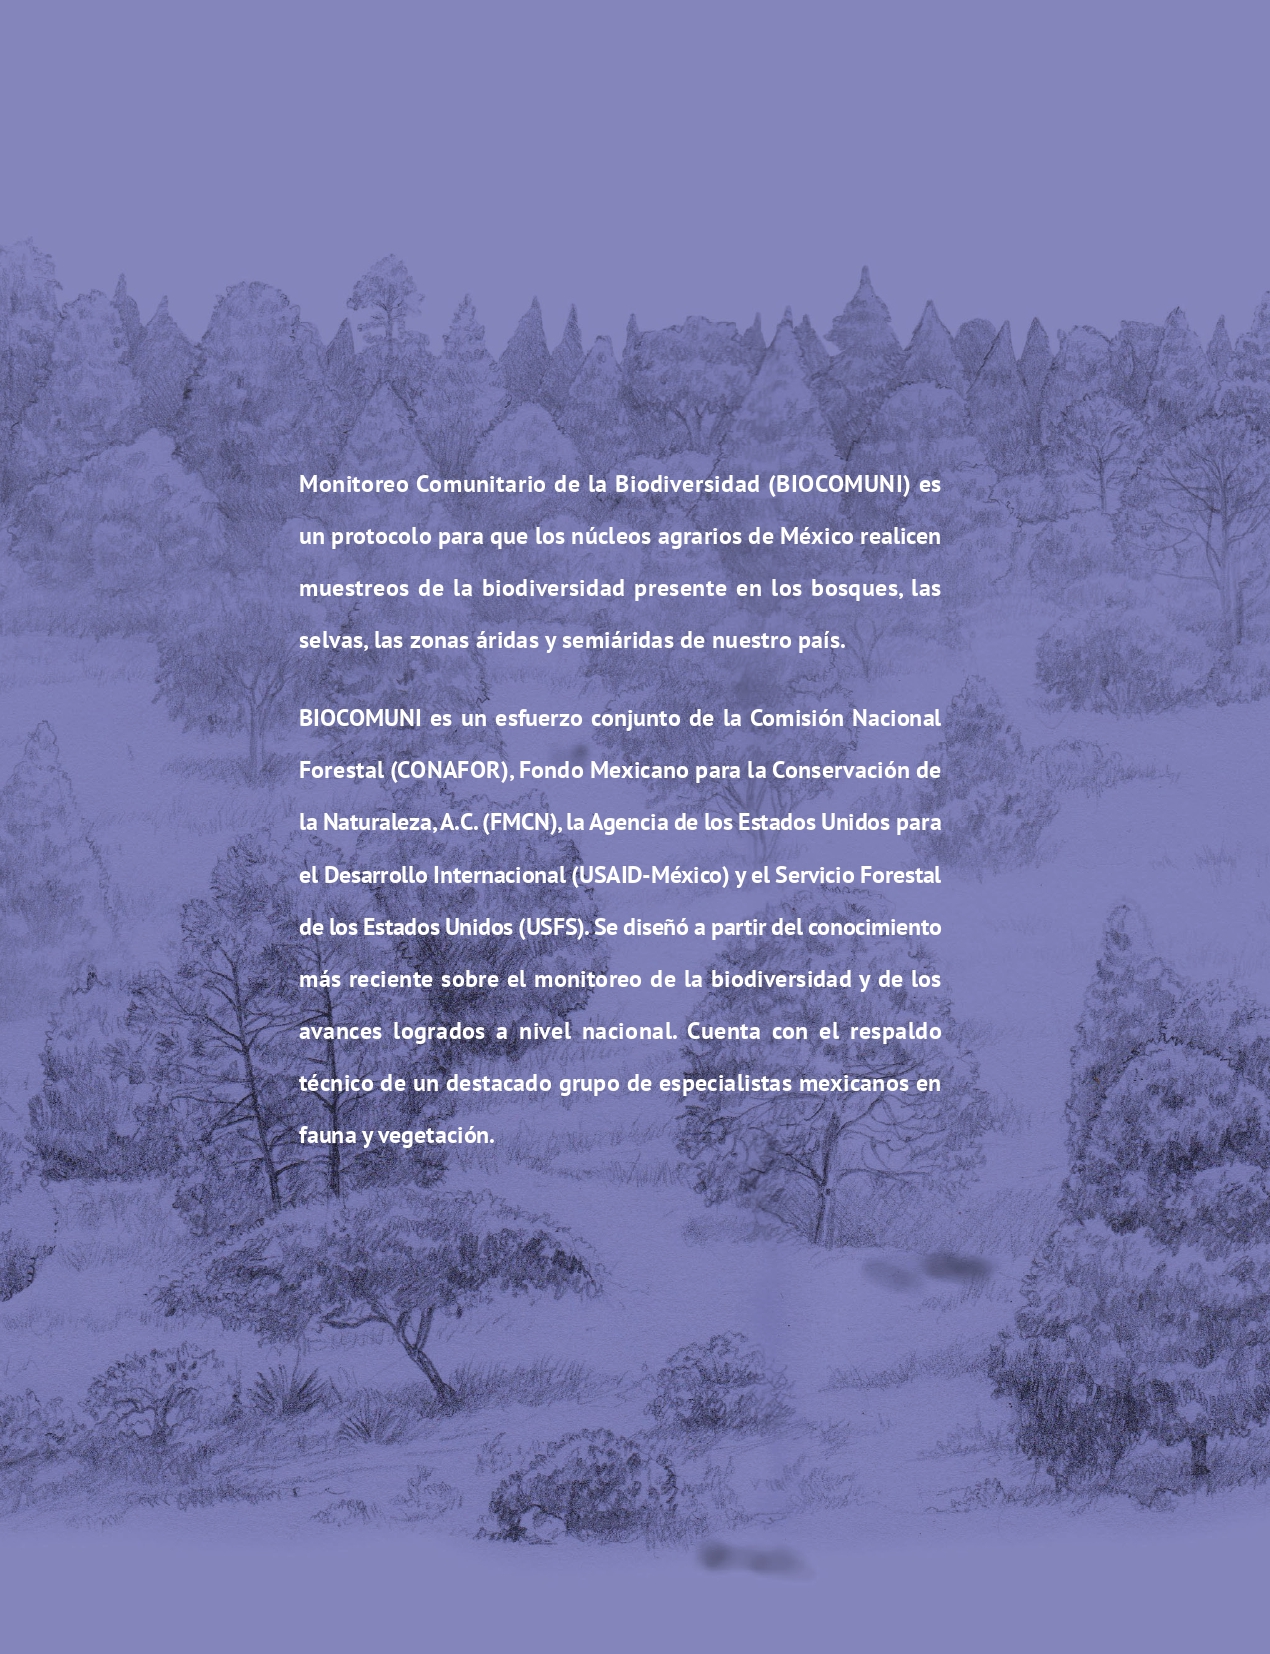 Monitoreo Comunitario de la Biodiversidad (BIOCOMUNI) es
un protocolo para que los núcleos agrarios de México realicen
muestreos de la biodiversidad presente en los bosques, las
selvas, las zonas áridas y semiáridas de nuestro país.
BIOCOMUNI es un esfuerzo conjunto de la Comisión Nacional
Forestal (CONAFOR), Fondo Mexicano para la Conservación de
la Naturaleza, A.C. (FMCN), la Agencia de los Estados Unidos para
el Desarrollo Internacional (USAID-México) y el Servicio Forestal
de los Estados Unidos (USFS). Se diseñó a partir del conocimiento
más reciente sobre el monitoreo de la biodiversidad y de los
avances logrados a nivel nacional. Cuenta con el respaldo
técnico de un destacado grupo de especialistas mexicanos en
fauna y vegetación.